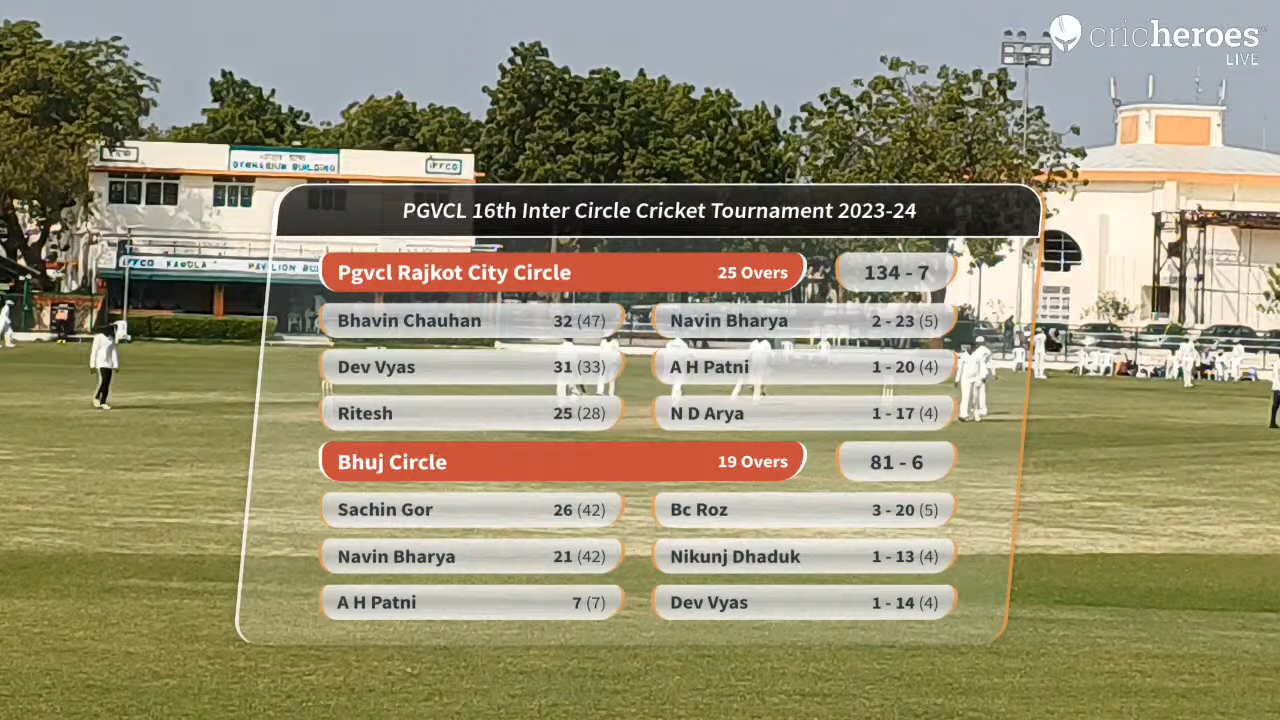 cricheroes
LIVE
GYMNASIUM BUILDING
IFFCO
IFFCO KANDLA PAVILION BU
PGVCL 16th Inter Circle Cricket Tournament 2023-24
Pgvcl Rajkot City Circle 25 Overs 134 - 7
Bhavin Chauhan 32 (47) Navin Bharya 2 - 23 (5)
Dev Vyas 31 (33) A H Patni 1 - 20 (4)
Ritesh 25 (28) N D Arya 1 - 17 (4)
Bhuj Circle 19 Overs 81 - 6
Sachin Gor 26 (42) Bc Roz 3 - 20 (5)
Navin Bharya 21 (42) Nikunj Dhaduk 1 - 13 (4)
A H Patni 7 (7) Dev Vyas 1 - 14 (4)